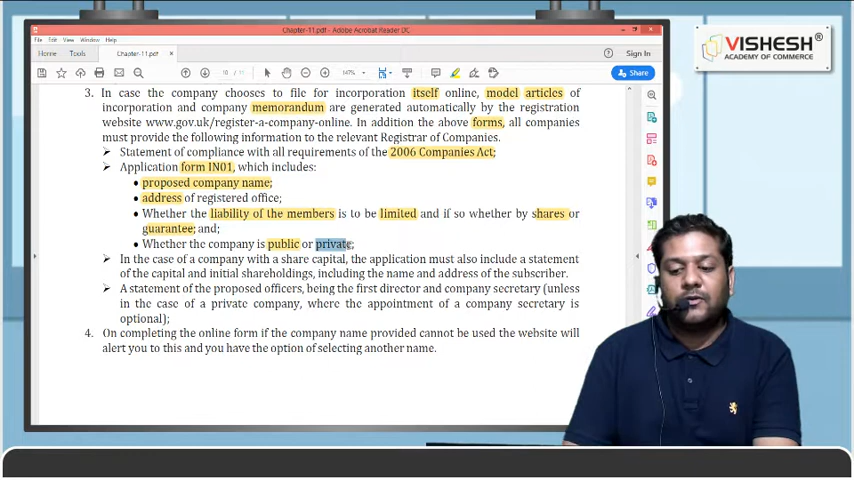 Chapter-11.pdf - Adobe Acrobat Reader DC
File Edit View Window Help
Home Tools Chapter-11.pdf × Sign In
10 / 11 147% Share
VISHESH®
ACADEMY OF COMMERCE
3. In case the company chooses to file for incorporation itself online, model articles of
incorporation and company memorandum are generated automatically by the registration
website www.gov.uk/register-a-company-online. In addition the above forms, all companies
must provide the following information to the relevant Registrar of Companies.
➢ Statement of compliance with all requirements of the 2006 Companies Act;
➢ Application form IN01, which includes:
• proposed company name;
• address of registered office;
• Whether the liability of the members is to be limited and if so whether by shares or
guarantee; and;
• Whether the company is public or private;
➢ In the case of a company with a share capital, the application must also include a statement
of the capital and initial shareholdings, including the name and address of the subscriber.
➢ A statement of the proposed officers, being the first director and company secretary (unless
in the case of a private company, where the appointment of a company secretary is
optional);
4. On completing the online form if the company name provided cannot be used the website will
alert you to this and you have the option of selecting another name.